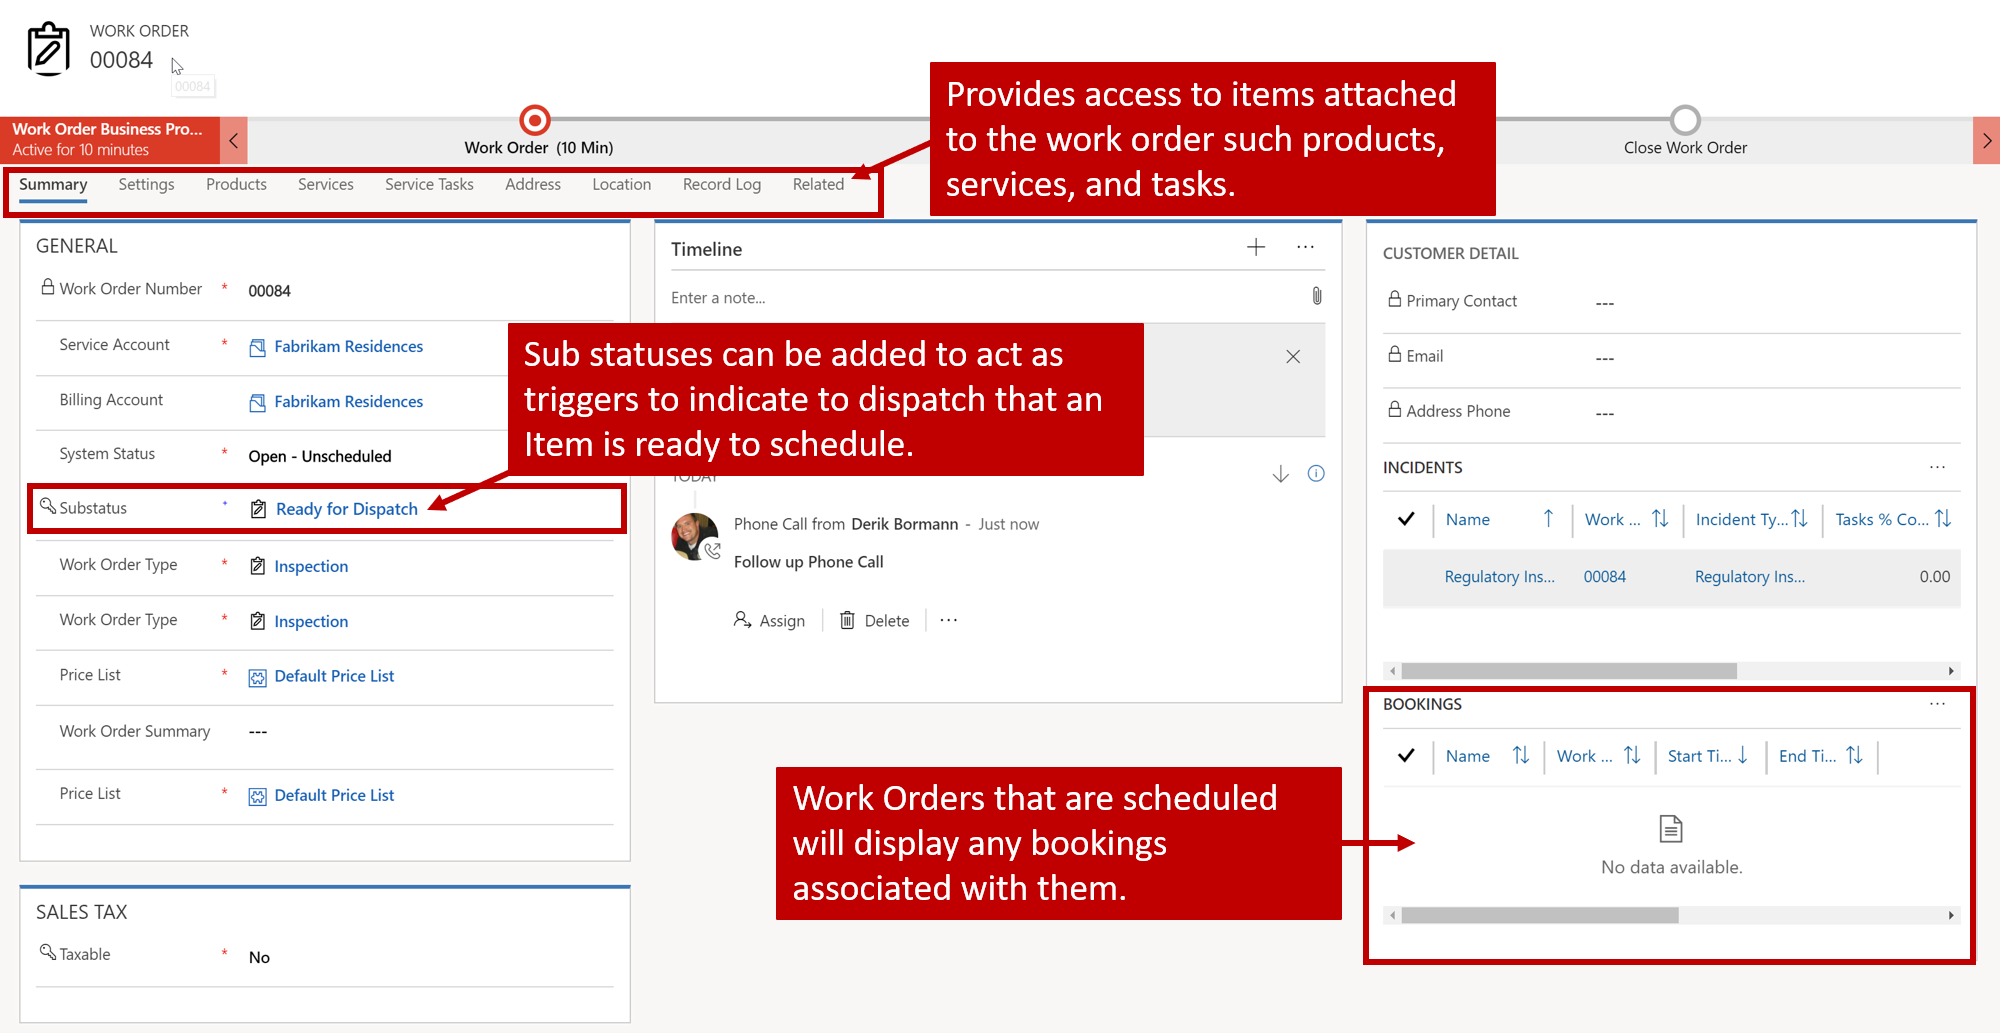 WORK ORDER
00084
00084
Work Order Business Pro...
Active for 10 minutes
Work Order (10 Min)
Close Work Order
Provides access to items attached
to the work order such products,
services, and tasks.
Summary Settings Products Services Service Tasks Address Location Record Log Related
GENERAL
Work Order Number * 00084
Service Account * Fabrikam Residences
Billing Account Fabrikam Residences
System Status * Open - Unscheduled
Substatus * Ready for Dispatch
Work Order Type * Inspection
Work Order Type * Inspection
Price List * Default Price List
Work Order Summary ---
Price List * Default Price List
SALES TAX
Taxable * No
Timeline
Enter a note...
Sub statuses can be added to act as
triggers to indicate to dispatch that an
Item is ready to schedule.
TODAY
Phone Call from Derik Bormann - Just now
Follow up Phone Call
Assign Delete ...
Work Orders that are scheduled
will display any bookings
associated with them.
CUSTOMER DETAIL
Primary Contact ---
Email ---
Address Phone ---
INCIDENTS
Name Work ... Incident Ty... Tasks % Co...
Regulatory Ins... 00084 Regulatory Ins... 0.00
BOOKINGS
Name Work ... Start Ti... End Ti...
No data available.